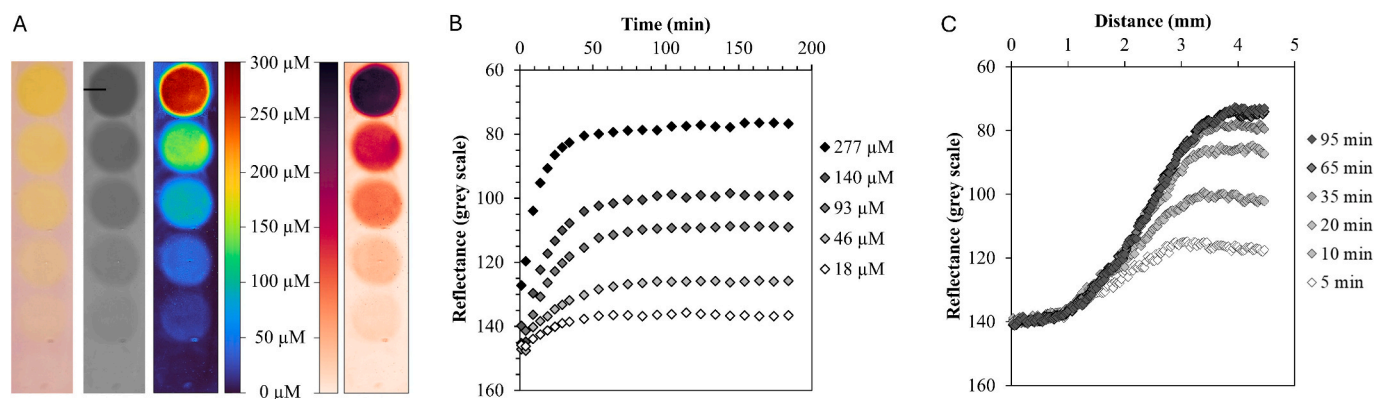 A
300 µM
250 µM
200 µM
150 µM
100 µM
50 µM
0 µM
B
Time (min)
0 50 100 150 200
Reflectance (grey scale)
60
80
100
120
140
160
277 µM
140 µM
93 µM
46 µM
18 µM
C
Distance (mm)
0 1 2 3 4 5
Reflectance (grey scale)
60
80
100
120
140
160
95 min
65 min
35 min
20 min
10 min
5 min